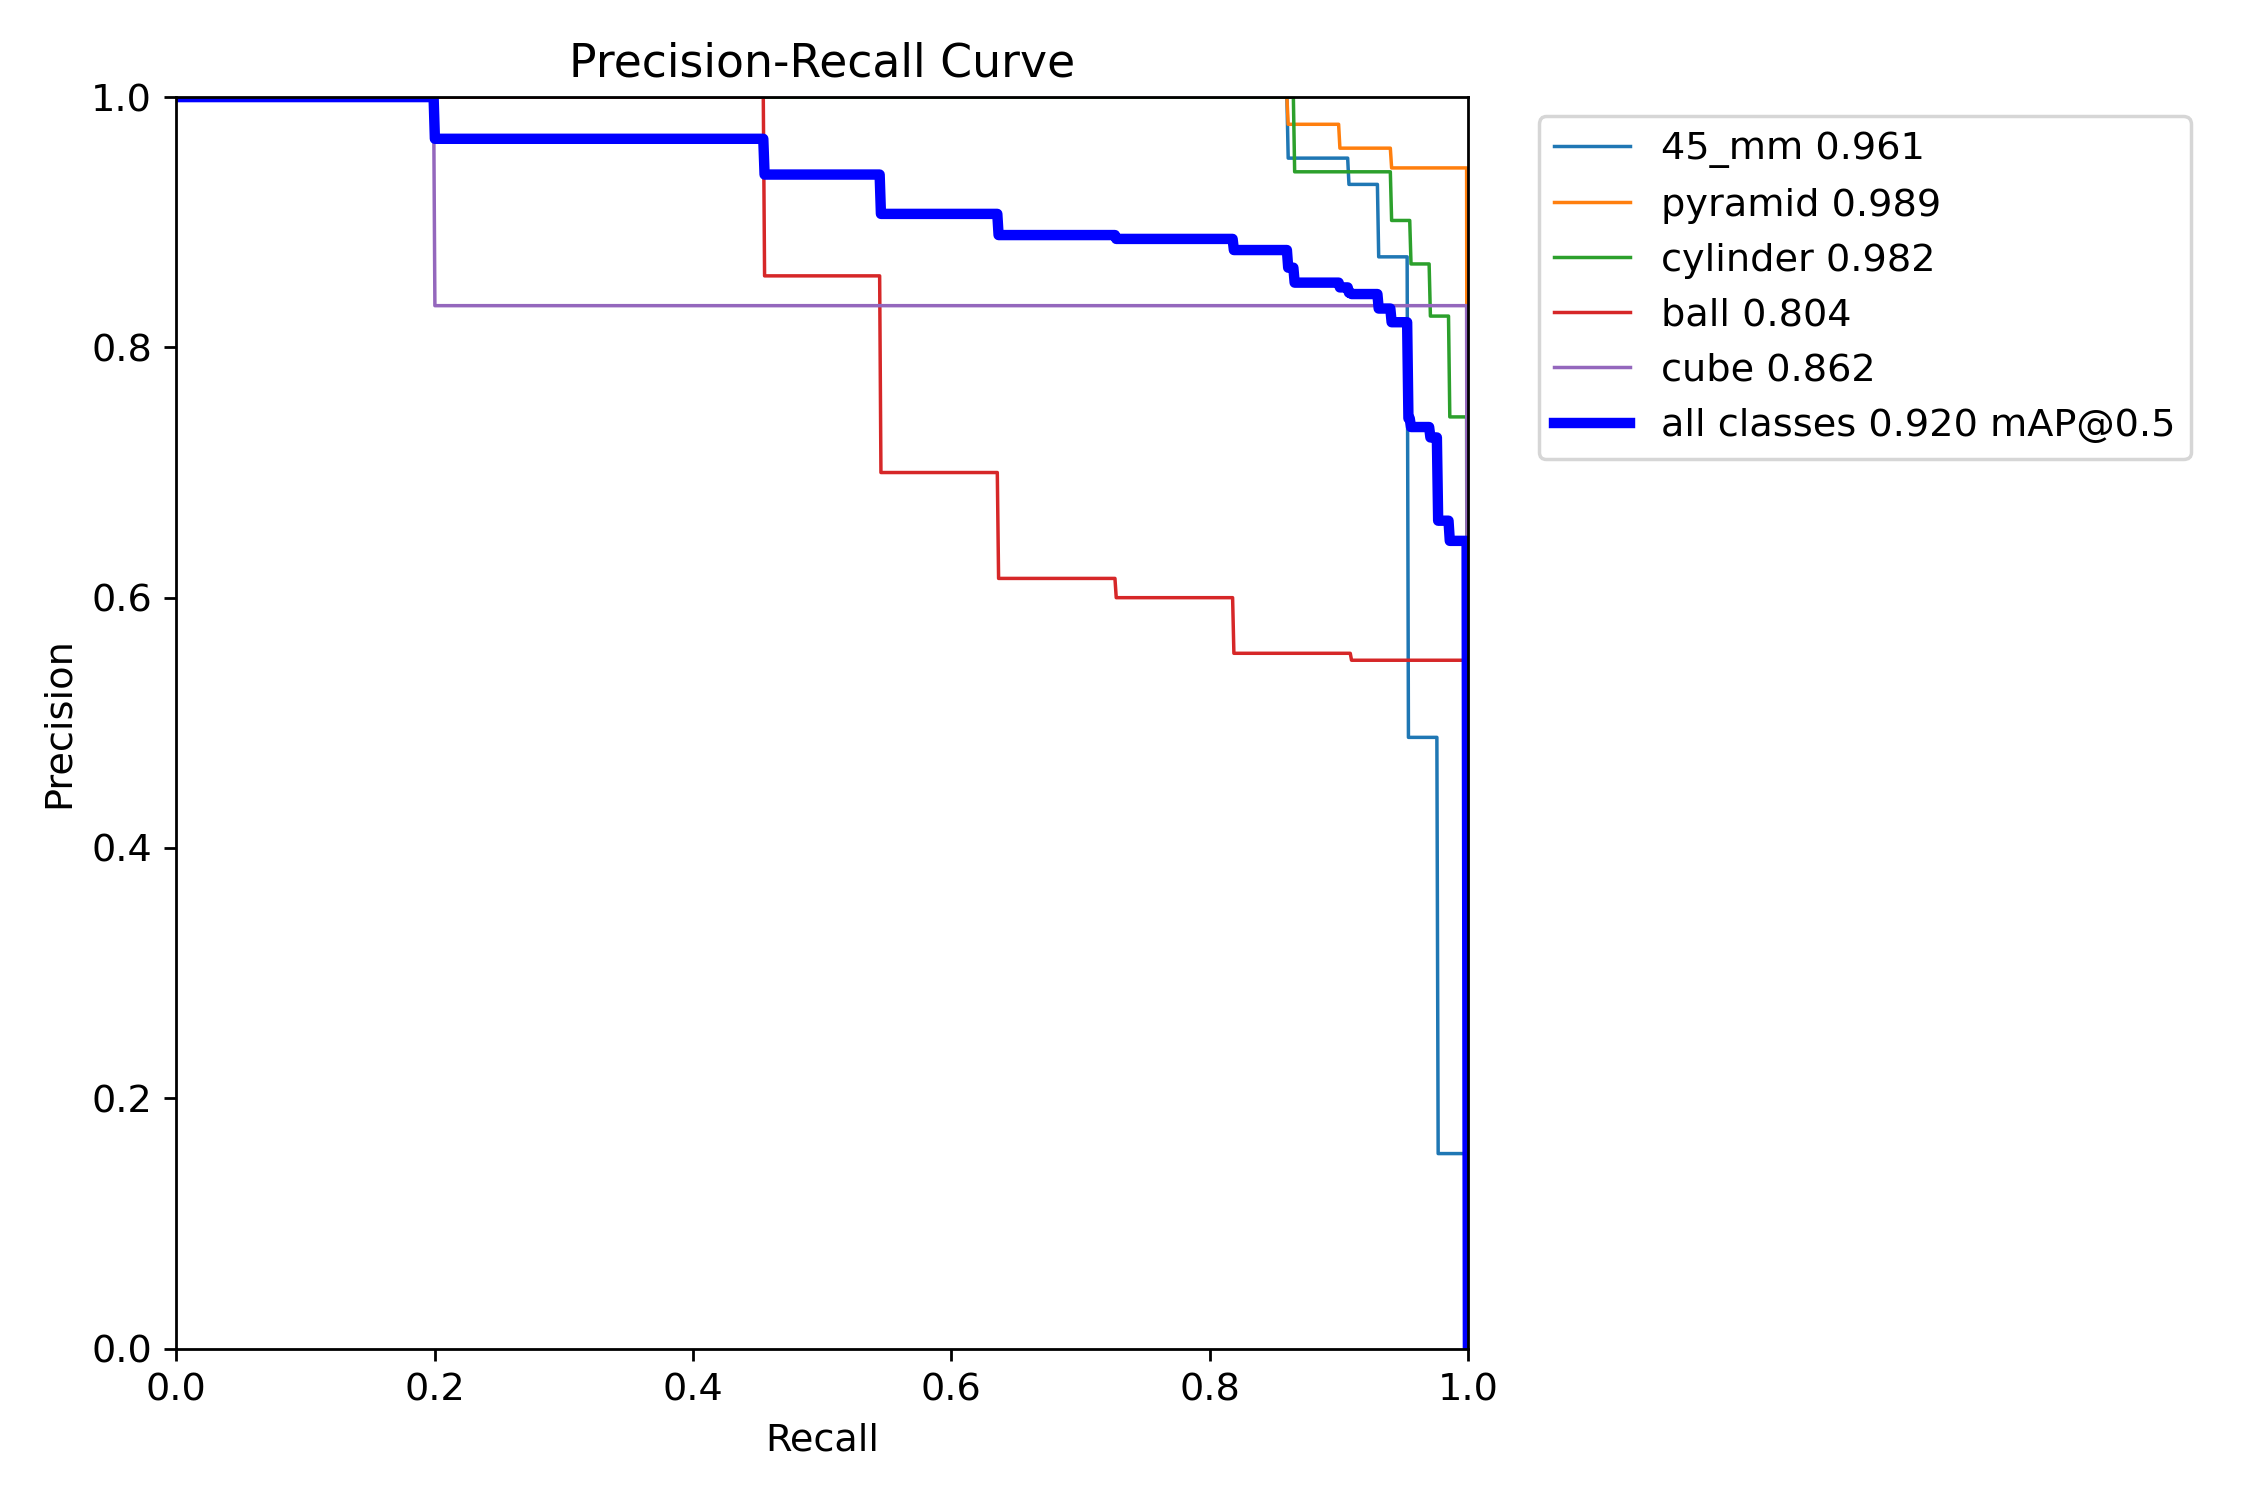 Precision-Recall Curve
1.0
0.8
0.6
0.4
0.2
0.0
Precision
0.0 0.2 0.4 0.6 0.8 1.0
Recall
45_mm 0.961
pyramid 0.989
cylinder 0.982
ball 0.804
cube 0.862
all classes 0.920 mAP@0.5